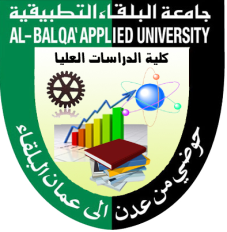 جامعة البلقاء التطبيقية
AL-BALQA' APPLIED UNIVERSITY
كلية الدراسات العليا
حوضي من عدن الى عمان البلقاء